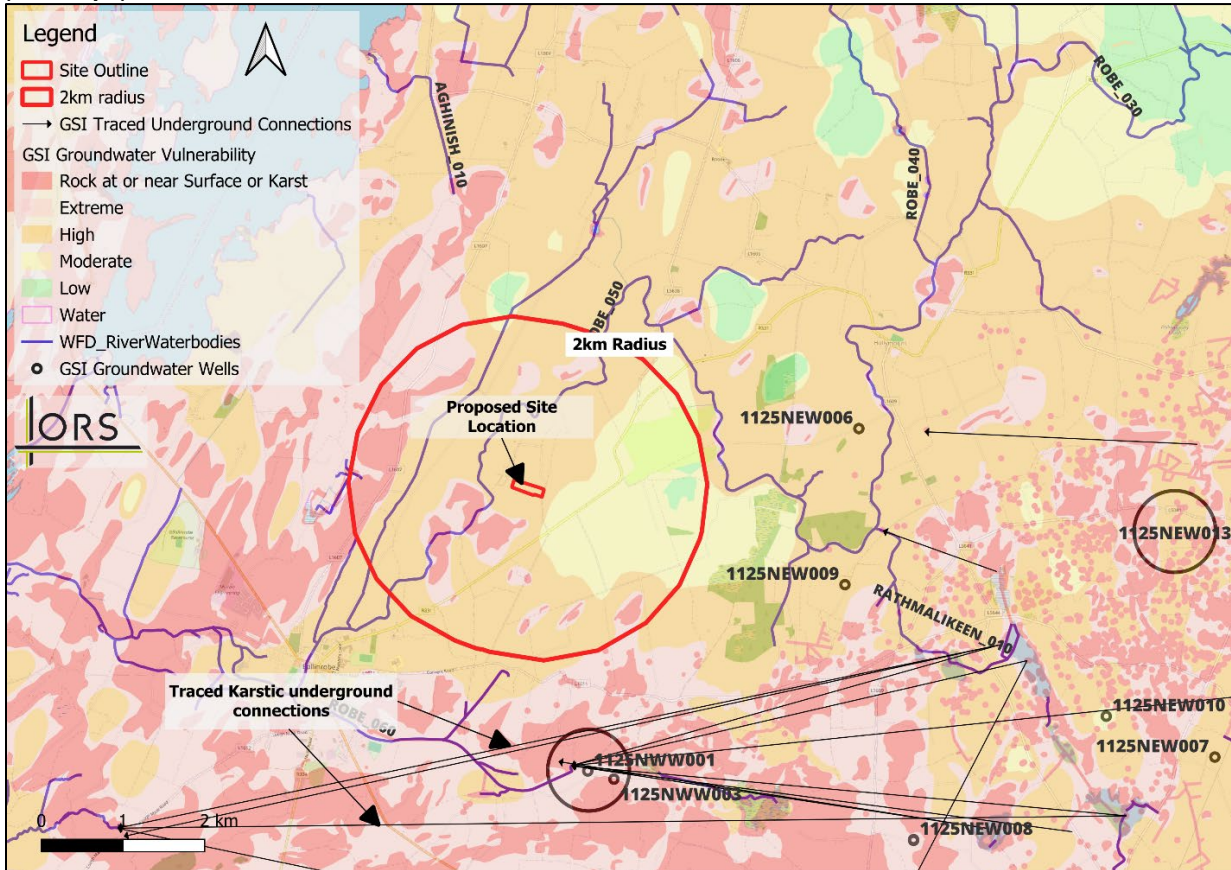 Legend
Site Outline
2km radius
GSI Traced Underground Connections
GSI Groundwater Vulnerability
Rock at or near Surface or Karst
Extreme
High
Moderate
Low
Water
WFD_RiverWaterbodies
GSI Groundwater Wells
ORS
AGHINISH_010
ROBE_030
ROBE_040
OBE_050
2km Radius
Proposed Site
Location
1125NEW006
1125NEW013
1125NEW009
RATHMALIKEEN_010
Traced Karstic underground
connections
ROBE_060
1125NEW010
1125NEW007
1125NWW001
1125NWW003
1125NEW008
0 1 2 km